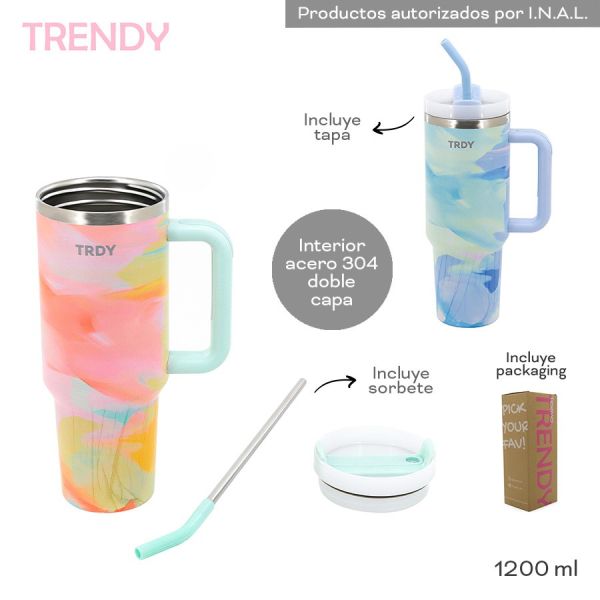 TRENDY
Productos autorizados por I.N.A.L.
Incluye
tapa
TRDY
TRDY
Interior
acero 304
doble
capa
Incluye
sorbete
Incluye
packaging
PICK
YOUR
FAV!
TRENDY
1200 ml